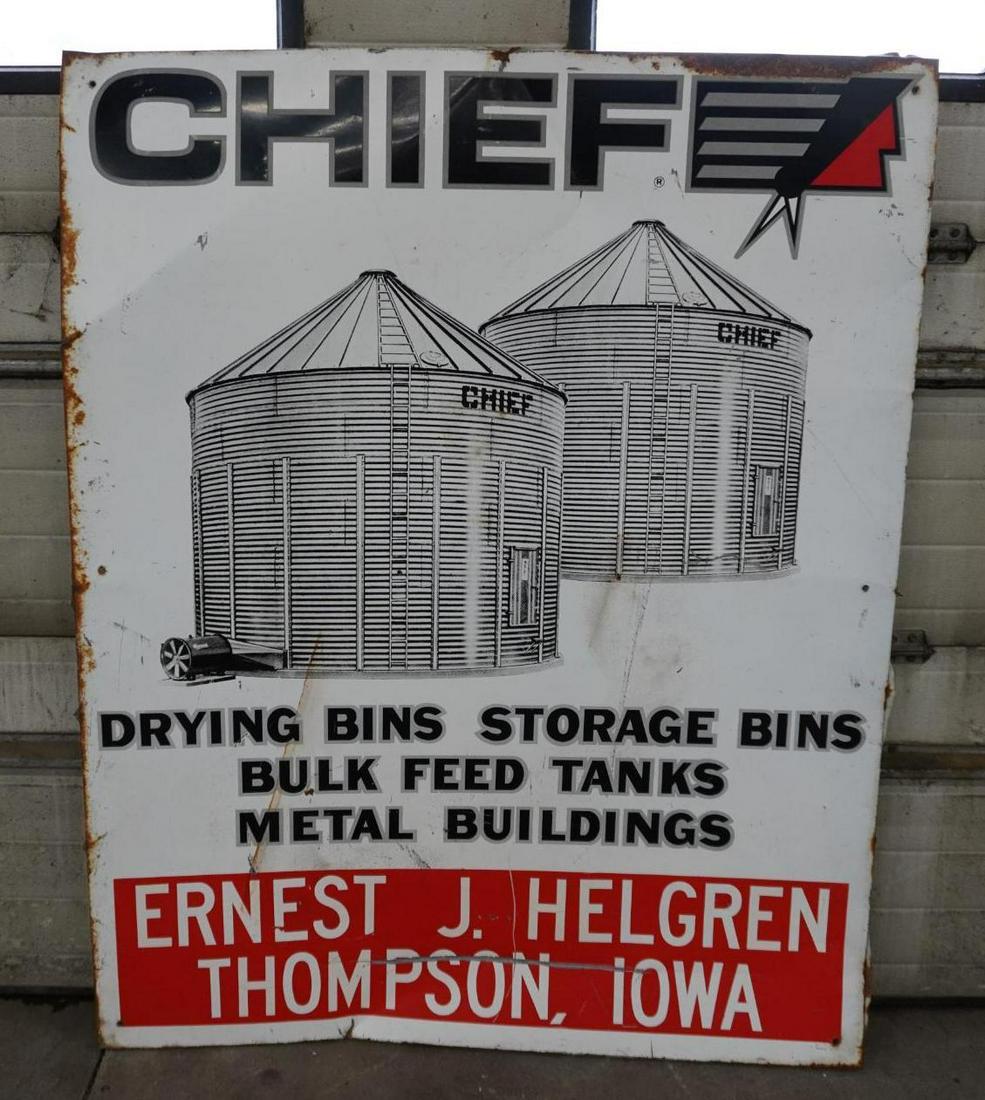 CHIEF ®
CHIEF
CHIEF
DRYING BINS STORAGE BINS
BULK FEED TANKS
METAL BUILDINGS
ERNEST J. HELGREN
THOMPSON, IOWA